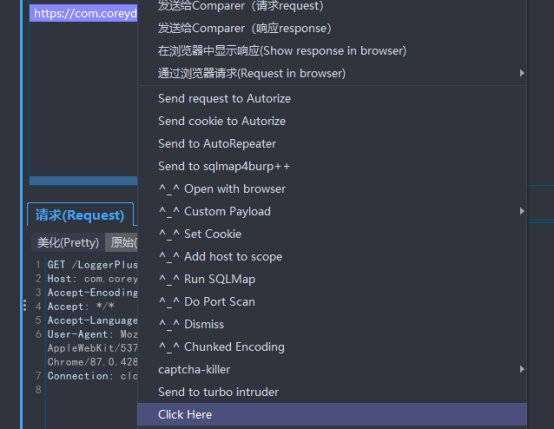 https://com.coreyd
发送给Comparer（请求request)
发送给Comparer（响应response)
在浏览器中显示响应(Show response in browser)
通过浏览器请求(Request in browser)
Send request to Autorize
Send cookie to Autorize
Send to AutoRepeater
Send to sqlmap4burp++
^_^ Open with browser
^_^ Custom Payload
^_^ Set Cookie
^_^ Add host to scope
^_^ Run SQLMap
^_^ Do Port Scan
^_^ Dismiss
^_^ Chunked Encoding
captcha-killer
Send to turbo intruder
Click Here
请求(Request)
美化(Pretty) 原始(
1 GET /LoggerPlus
2 Host: com.corey
3 Accept-Encoding
4 Accept: */*
5 Accept-Language
6 User-Agent: Moz
AppleWebKit/537
Chrome/87.0.428
7 Connection: clo
8